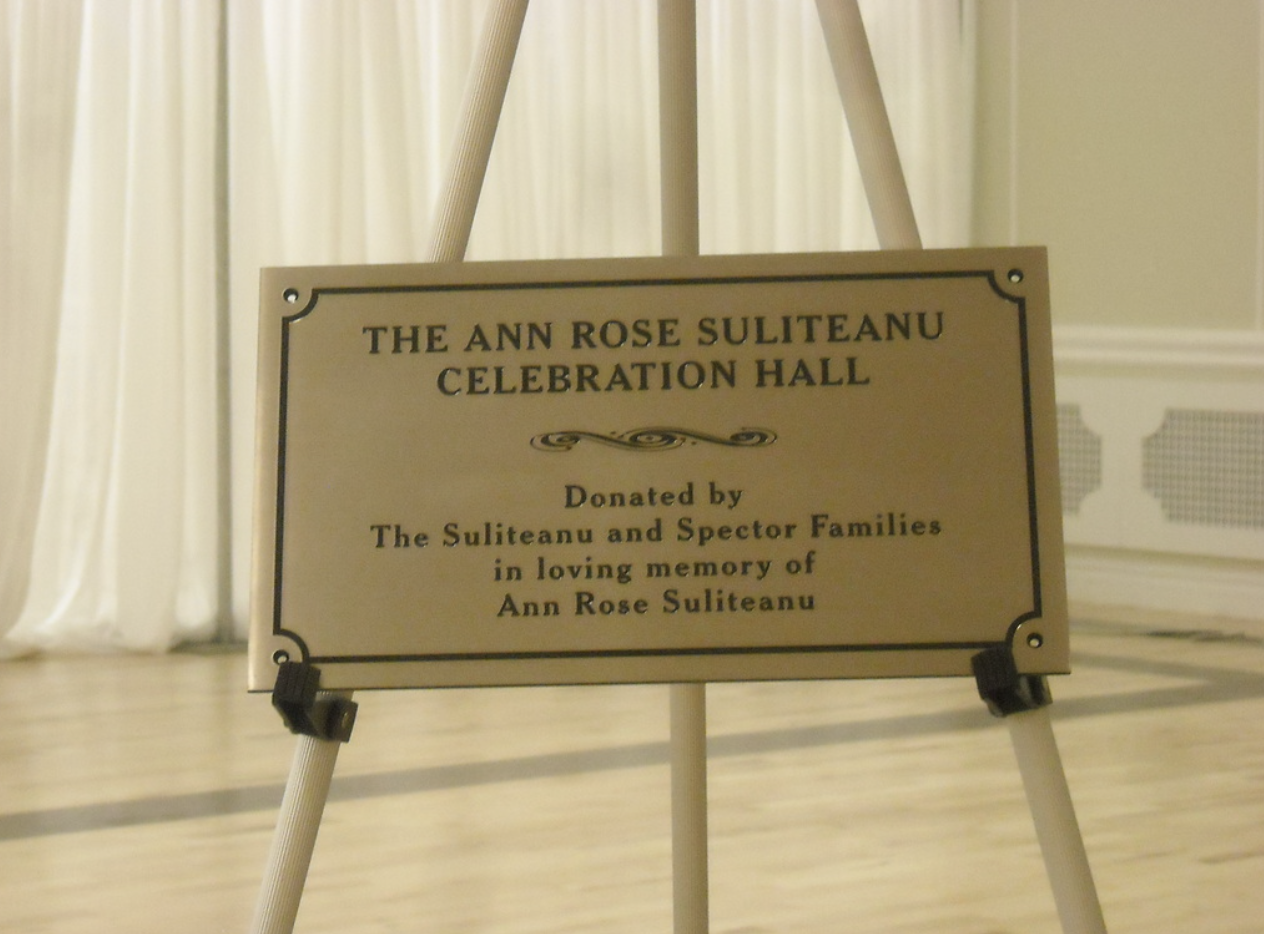 THE ANN ROSE SULITEANU
CELEBRATION HALL
Donated by
The Suliteanu and Spector Families
in loving memory of
Ann Rose Suliteanu